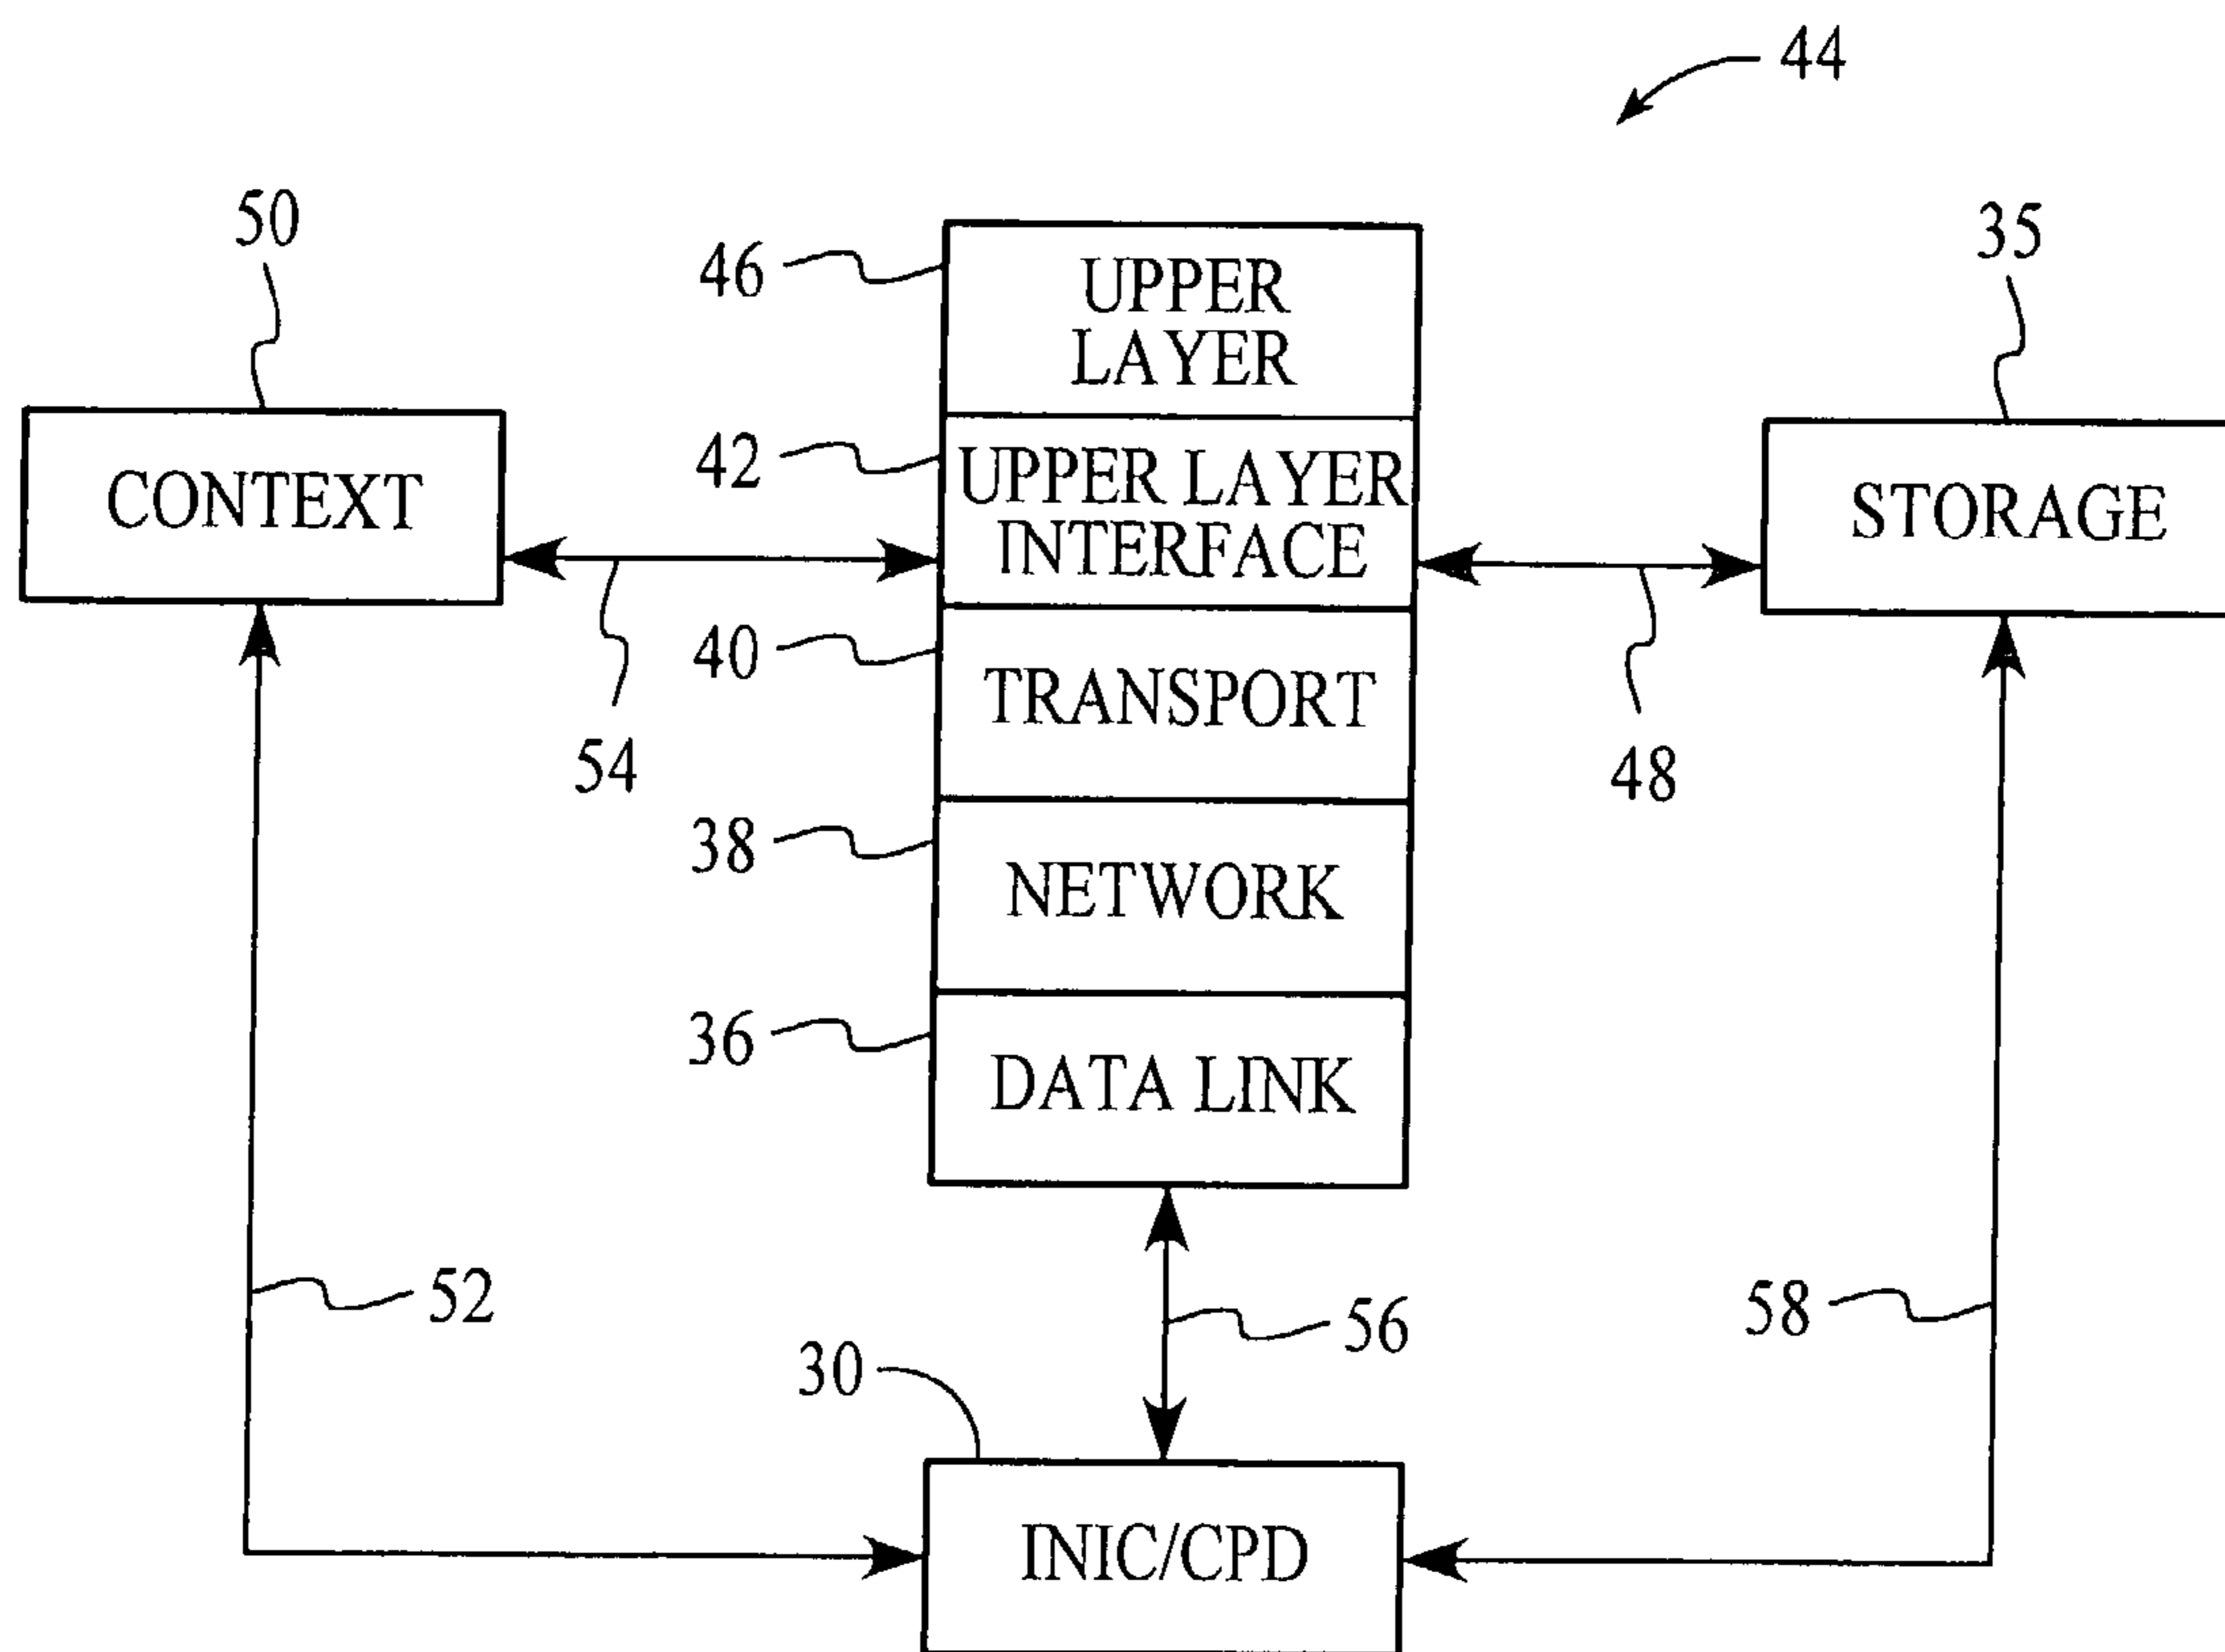 44
50
35
46
UPPER
LAYER
42
UPPER LAYER
INTERFACE
CONTEXT
STORAGE
40
TRANSPORT
54
48
38
NETWORK
36
DATA LINK
52
56
58
30
INIC/CPD